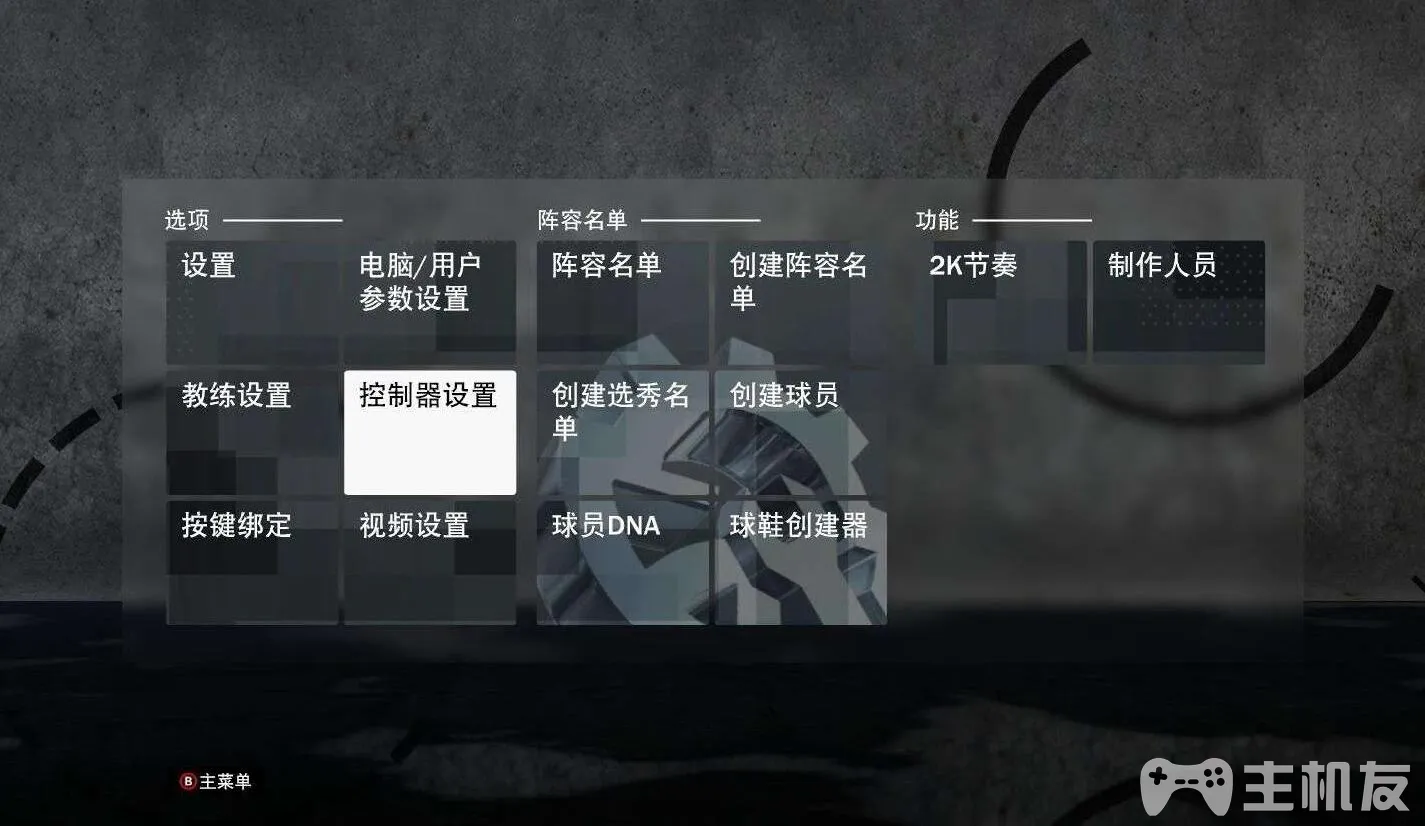 选项
阵容名单
功能
设置
电脑/用户
参数设置
阵容名单
创建阵容名
单
2K节奏
制作人员
教练设置
控制器设置
创建选秀名
单
创建球员
按键绑定
视频设置
球员DNA
球鞋创建器
B主菜单
主机友